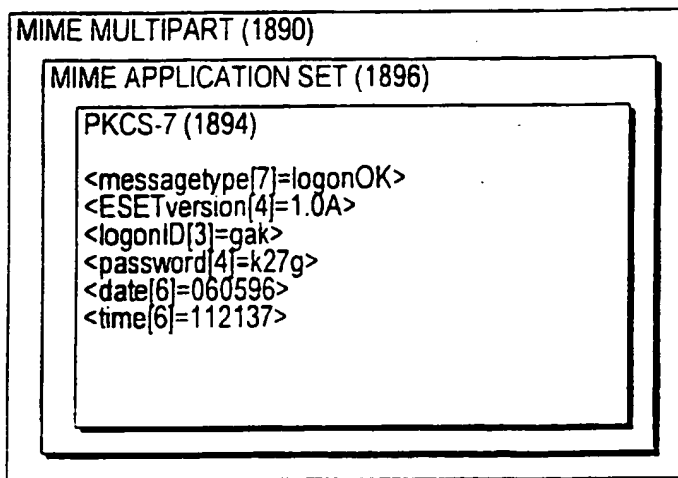 MIME MULTIPART (1890)
MIME APPLICATION SET (1896)
PKCS-7 (1894)
<messagetype[7]=logonOK>
<ESETversion[4]=1.0A>
<logonID[3]=gak>
<password[4]=k27g>
<date[6]=060596>
<time[6]=112137>